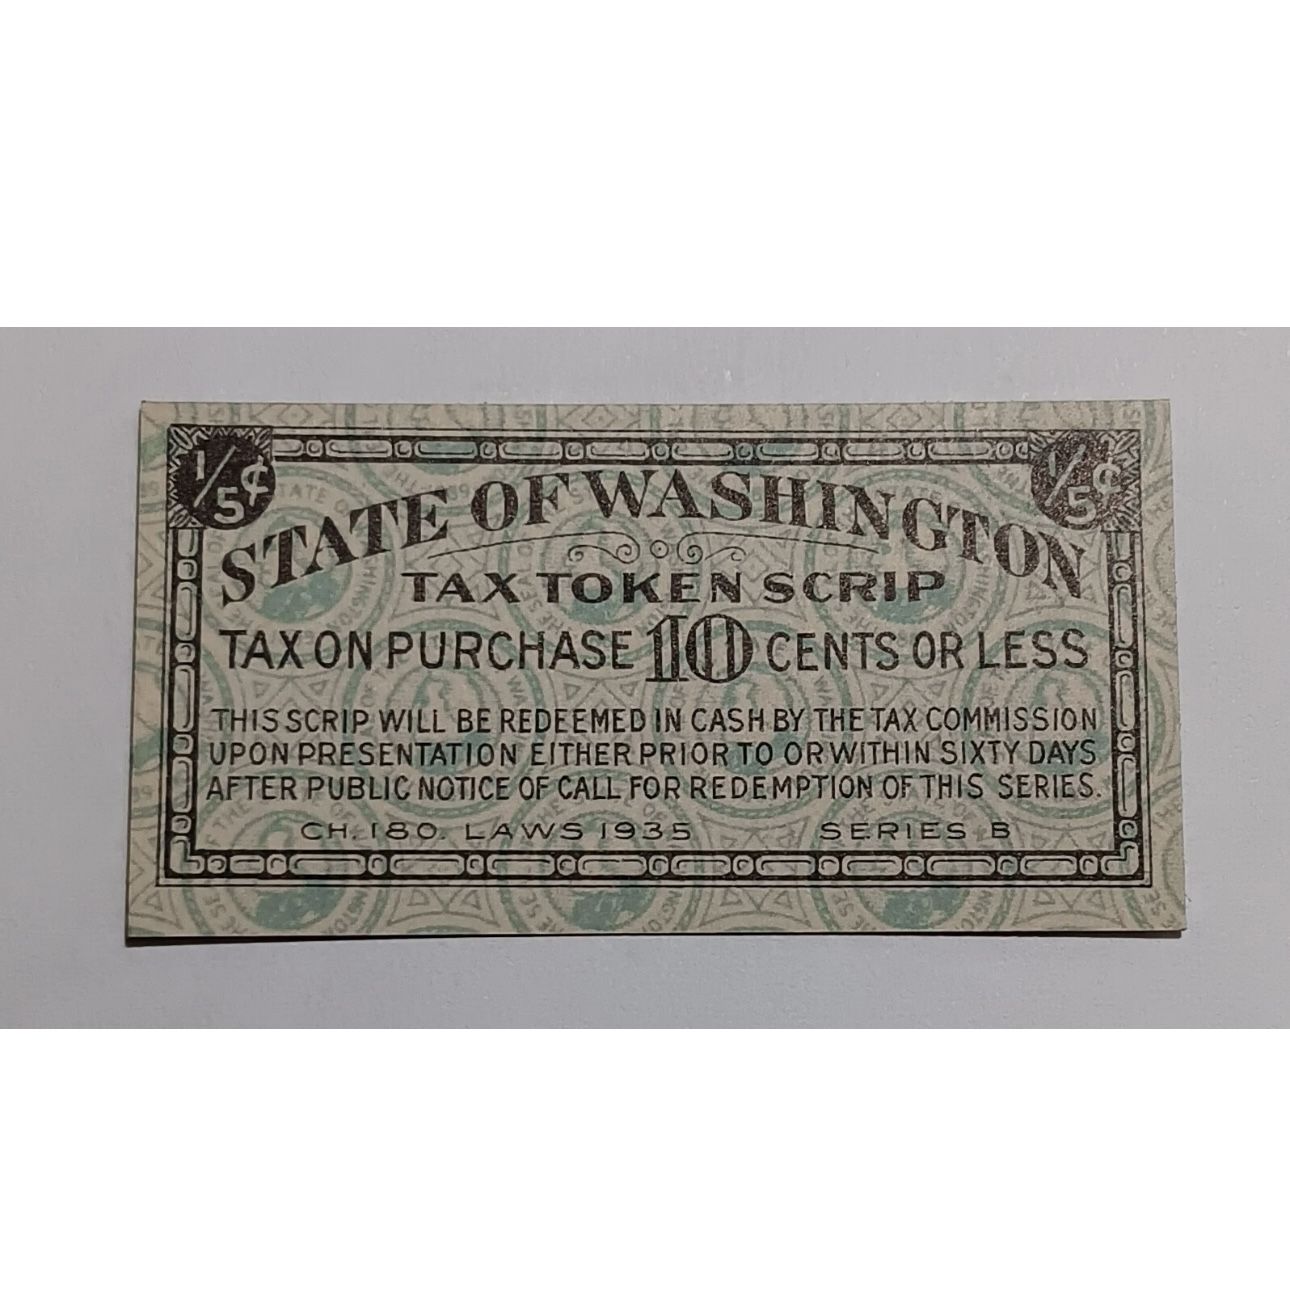 1/5¢ 1/5¢
STATE OF WASHINGTON
TAX TOKEN SCRIP
TAX ON PURCHASE 10 CENTS OR LESS
THIS SCRIP WILL BE REDEEMED IN CASH BY THE TAX COMMISSION
UPON PRESENTATION EITHER PRIOR TO OR WITHIN SIXTY DAYS
AFTER PUBLIC NOTICE OF CALL FOR REDEMPTION OF THIS SERIES.
CH. 180. LAWS 1935 SERIES B